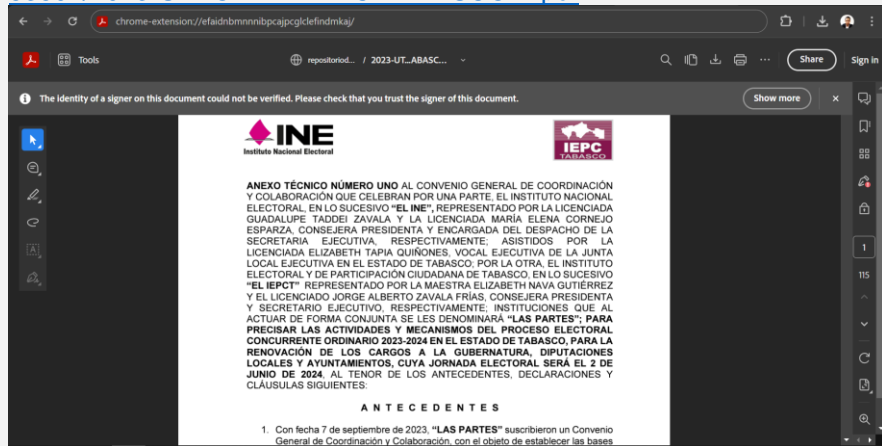 chrome-extension://efaidnbmnnnibpcajpcglclefindmkaj/
Tools
repositoriod... / 2023-UT...ABASC...
Share
Sign in
The identity of a signer on this document could not be verified. Please check that you trust the signer of this document.
Show more
INE
Instituto Nacional Electoral
IEPC
TABASCO
ANEXO TÉCNICO NÚMERO UNO AL CONVENIO GENERAL DE COORDINACIÓN
Y COLABORACIÓN QUE CELEBRAN POR UNA PARTE, EL INSTITUTO NACIONAL
ELECTORAL, EN LO SUCESIVO “EL INE”, REPRESENTADO POR LA LICENCIADA
GUADALUPE TADDEI ZAVALA Y LA LICENCIADA MARÍA ELENA CORNEJO
ESPARZA, CONSEJERA PRESIDENTA Y ENCARGADA DEL DESPACHO DE LA
SECRETARIA EJECUTIVA, RESPECTIVAMENTE; ASISTIDOS POR LA
LICENCIADA ELIZABETH TAPIA QUIÑONES, VOCAL EJECUTIVA DE LA JUNTA
LOCAL EJECUTIVA EN EL ESTADO DE TABASCO; POR LA OTRA, EL INSTITUTO
ELECTORAL Y DE PARTICIPACIÓN CIUDADANA DE TABASCO, EN LO SUCESIVO
“EL IEPCT” REPRESENTADO POR LA MAESTRA ELIZABETH NAVA GUTIÉRREZ
Y EL LICENCIADO JORGE ALBERTO ZAVALA FRÍAS, CONSEJERA PRESIDENTA
Y SECRETARIO EJECUTIVO, RESPECTIVAMENTE; INSTITUCIONES QUE AL
ACTUAR DE FORMA CONJUNTA SE LES DENOMINARÁ “LAS PARTES”; PARA
PRECISAR LAS ACTIVIDADES Y MECANISMOS DEL PROCESO ELECTORAL
CONCURRENTE ORDINARIO 2023-2024 EN EL ESTADO DE TABASCO, PARA LA
RENOVACIÓN DE LOS CARGOS A LA GUBERNATURA, DIPUTACIONES
LOCALES Y AYUNTAMIENTOS, CUYA JORNADA ELECTORAL SERÁ EL 2 DE
JUNIO DE 2024, AL TENOR DE LOS ANTECEDENTES, DECLARACIONES Y
CLÁUSULAS SIGUIENTES:
A N T E C E D E N T E S
1. Con fecha 7 de septiembre de 2023, “LAS PARTES” suscribieron un Convenio
General de Coordinación y Colaboración, con el objeto de establecer las bases
1
115